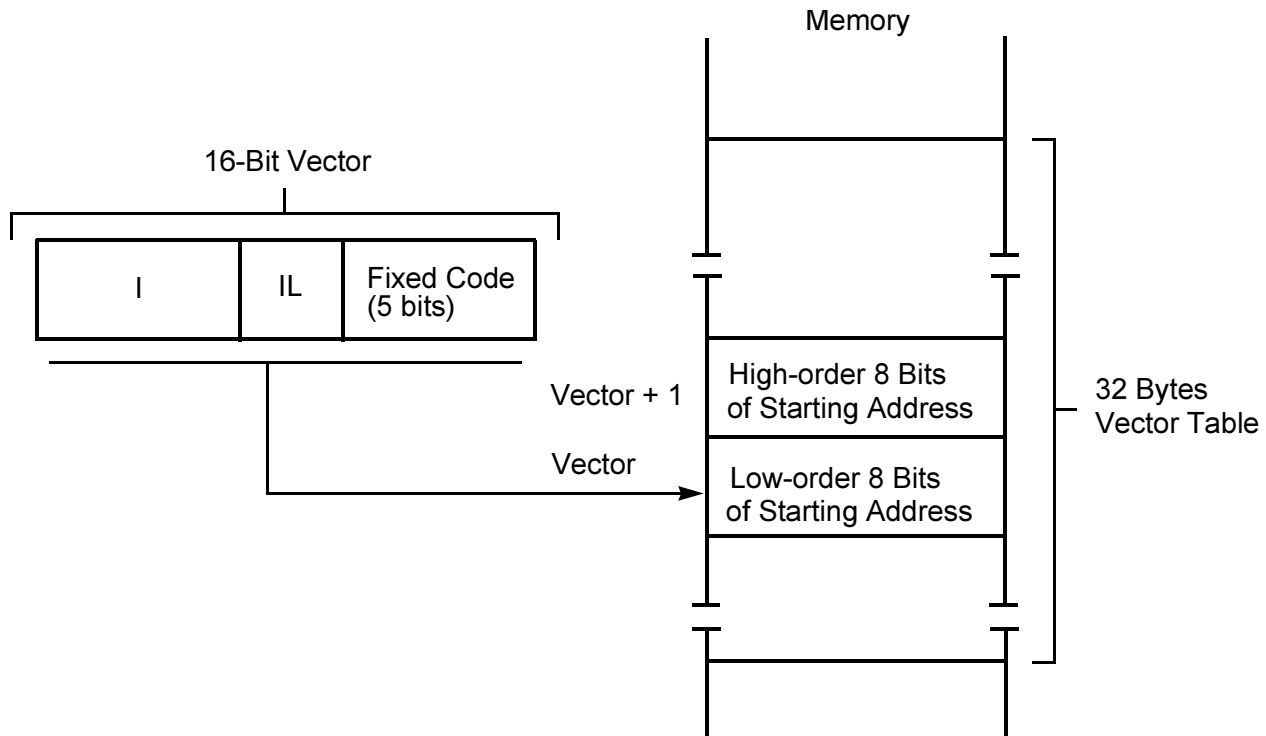 Memory
16-Bit Vector
I
IL
Fixed Code
(5 bits)
Vector + 1
High-order 8 Bits
of Starting Address
32 Bytes
Vector Table
Vector
Low-order 8 Bits
of Starting Address